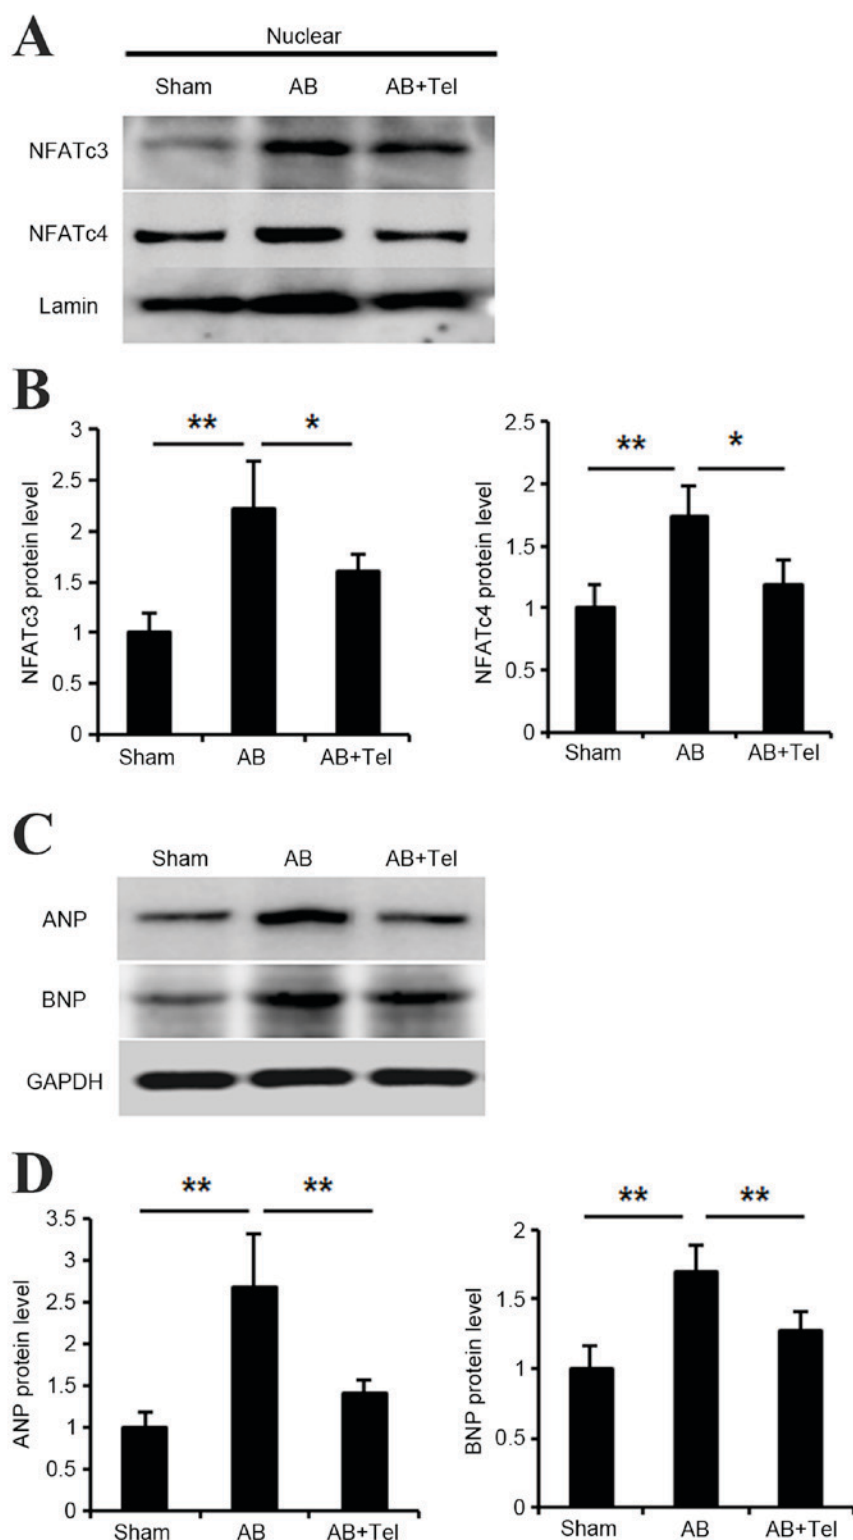 A
Nuclear
Sham AB AB+Tel
NFATc3
NFATc4
Lamin
B
** *
3
2.5
2
1.5
1
0.5
0
NFATc3 protein level
Sham AB AB+Tel
** *
2.5
2
1.5
1
0.5
0
NFATc4 protein level
Sham AB AB+Tel
C
Sham AB AB+Tel
ANP
BNP
GAPDH
D
** **
3.5
3
2.5
2
1.5
1
0.5
0
ANP protein level
Sham AB AB+Tel
** **
2
1.5
1
0.5
0
BNP protein level
Sham AB AB+Tel